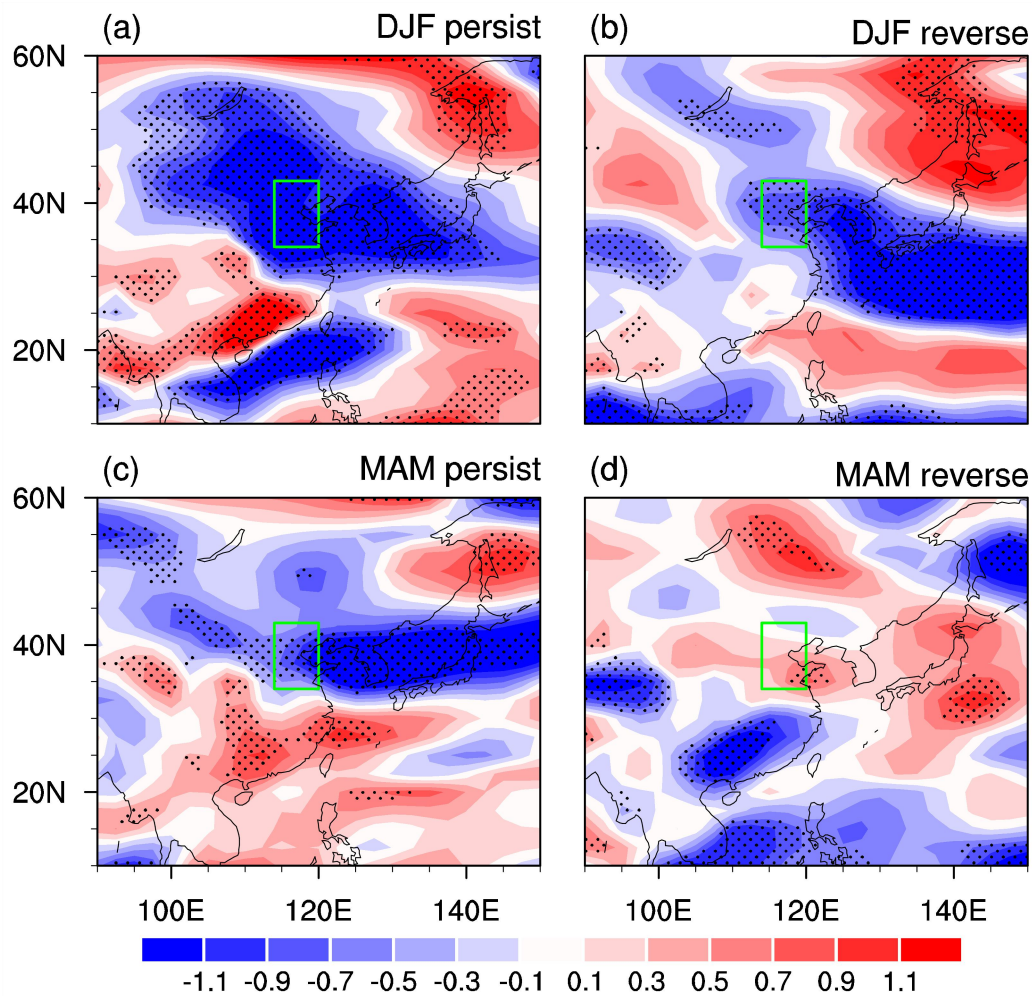 (a) DJF persist
(b) DJF reverse
60N
40N
20N
(c) MAM persist
(d) MAM reverse
60N
40N
20N
100E 120E 140E
100E 120E 140E
-1.1 -0.9 -0.7 -0.5 -0.3 -0.1 0.1 0.3 0.5 0.7 0.9 1.1